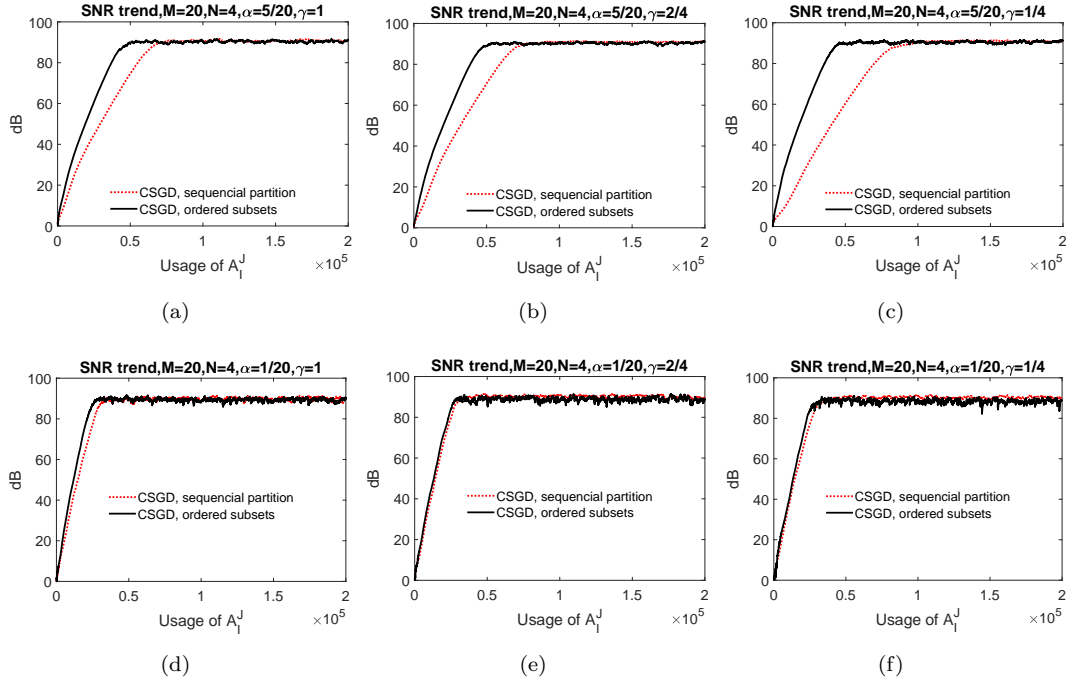 SNR trend,M=20,N=4,α=5/20,γ=1
100
80
60
40
20
0
dB
CSGD, sequencial partition
CSGD, ordered subsets
0 0.5 1 1.5 2
Usage of A_I^J ×10^5
(a)
SNR trend,M=20,N=4,α=5/20,γ=2/4
100
80
60
40
20
0
dB
CSGD, sequencial partition
CSGD, ordered subsets
0 0.5 1 1.5 2
Usage of A_I^J ×10^5
(b)
SNR trend,M=20,N=4,α=5/20,γ=1/4
100
80
60
40
20
0
dB
CSGD, sequencial partition
CSGD, ordered subsets
0 0.5 1 1.5 2
Usage of A_I^J ×10^5
(c)
SNR trend,M=20,N=4,α=1/20,γ=1
100
80
60
40
20
0
dB
CSGD, sequencial partition
CSGD, ordered subsets
0 0.5 1 1.5 2
Usage of A_I^J ×10^5
(d)
SNR trend,M=20,N=4,α=1/20,γ=2/4
100
80
60
40
20
0
dB
CSGD, sequencial partition
CSGD, ordered subsets
0 0.5 1 1.5 2
Usage of A_I^J ×10^5
(e)
SNR trend,M=20,N=4,α=1/20,γ=1/4
100
80
60
40
20
0
dB
CSGD, sequencial partition
CSGD, ordered subsets
0 0.5 1 1.5 2
Usage of A_I^J ×10^5
(f)